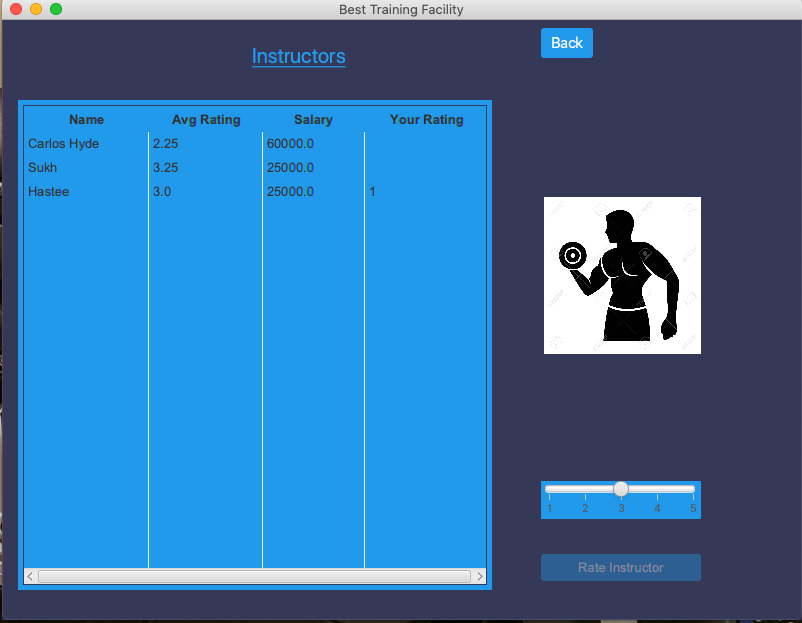 Best Training Facility
Back
Instructors
Name Avg Rating Salary Your Rating
Carlos Hyde 2.25 60000.0
Sukh 3.25 25000.0
Hastee 3.0 25000.0 1
1 2 3 4 5
Rate Instructor